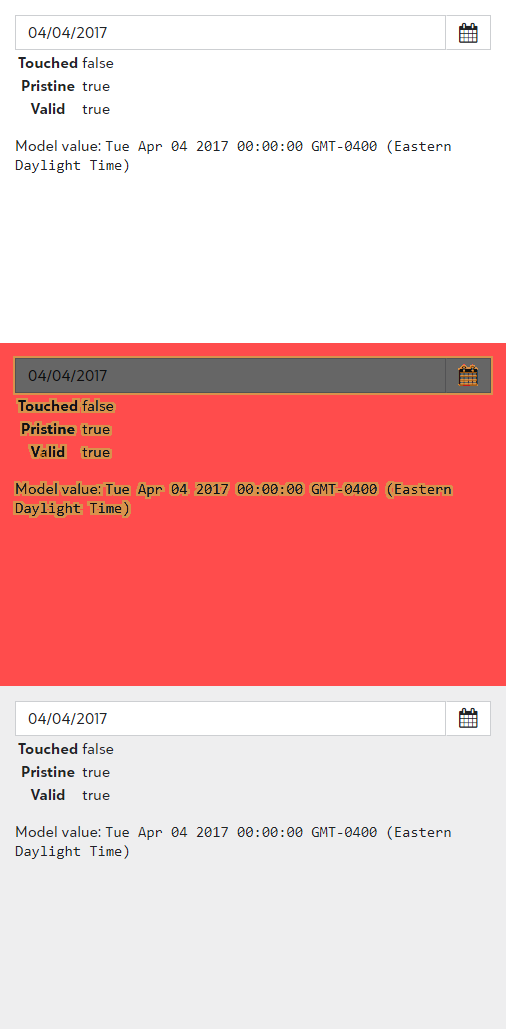 04/04/2017
Touched false
Pristine true
Valid true
Model value: Tue Apr 04 2017 00:00:00 GMT-0400 (Eastern
Daylight Time)
04/04/2017
Touched false
Pristine true
Valid true
Model value: Tue Apr 04 2017 00:00:00 GMT-0400 (Eastern
Daylight Time)
04/04/2017
Touched false
Pristine true
Valid true
Model value: Tue Apr 04 2017 00:00:00 GMT-0400 (Eastern
Daylight Time)